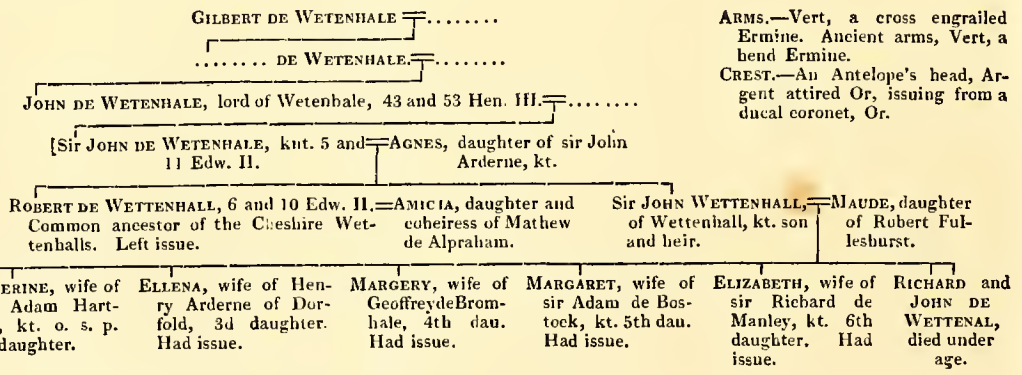 GILBERT DE WETENHALE ........
........ DE WETENHALE. ........
JOHN DE WETENHALE, lord of Wetenhale, 43 and 53 Hen. III. ........
[Sir JOHN DE WETENHALE, knt. 5 and
11 Edw. II.
AGNES, daughter of sir John
Arderne, kt.
ARMS.—Vert, a cross engrailed
Ermine. Ancient arms, Vert, a
bend Ermine.
CREST.—An Antelope's head, Ar-
gent attired Or, issuing from a
ducal coronet, Or.
ROBERT DE WETTENHALL, 6 and 10 Edw. II.
Common ancestor of the Cheshire Wet-
tenhalls. Left issue.
AMICIA, daughter and
coheiress of Mathew
de Alpraham.
Sir JOHN WETTENHALL,
of Wettenhall, kt. son
and heir.
MAUDE, daughter
of Robert Ful-
leshurst.
ERINE, wife of
Adam Hart-
, kt. o. s. p.
daughter.
ELLENA, wife of Hen-
ry Arderne of Dor-
fold, 3d daughter.
Had issue.
MARGERY, wife of
Geoffrey de Brom-
hale, 4th dau.
Had issue.
MARGARET, wife of
sir Adam de Bos-
tock, kt. 5th dau.
Had issue.
ELIZABETH, wife of
sir Richard de
Manley, kt. 6th
daughter. Had
issue.
RICHARD and
JOHN DE
WETTENAL,
died under
age.